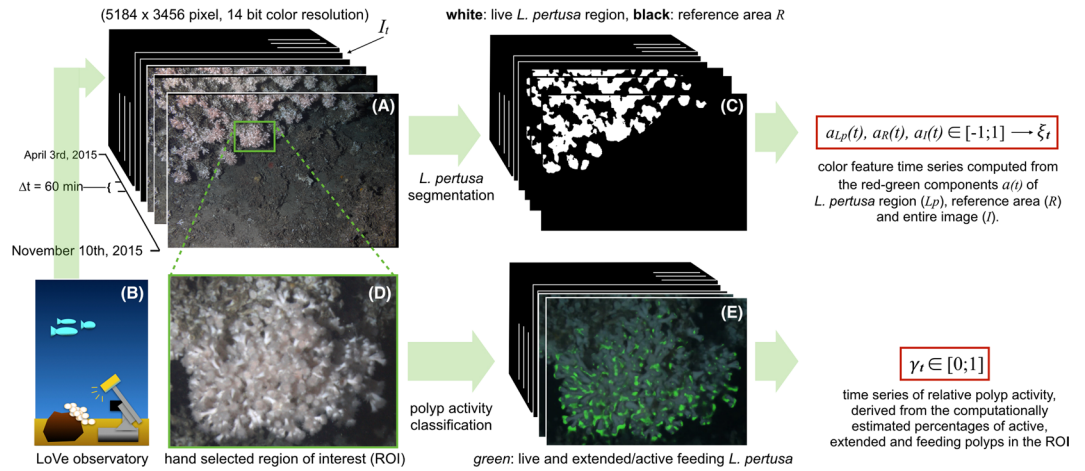 (5184 x 3456 pixel, 14 bit color resolution)
white: live L. pertusa region, black: reference area R
I_t
(A)
(C)
April 3rd, 2015
Δt = 60 min
{
November 10th, 2015
L. pertusa
segmentation
a_Lp(t), a_R(t), a_I(t) ∈ [-1;1] → ξ_t
color feature time series computed from
the red-green components a(t) of
L. pertusa region (Lp), reference area (R)
and entire image (I).
(B)
(D)
(E)
polyp activity
classification
γ_t ∈ [0;1]
time series of relative polyp activity,
derived from the computationally
estimated percentages of active,
extended and feeding polyps in the ROI
LoVe observatory
hand selected region of interest (ROI)
green: live and extended/active feeding L. pertusa